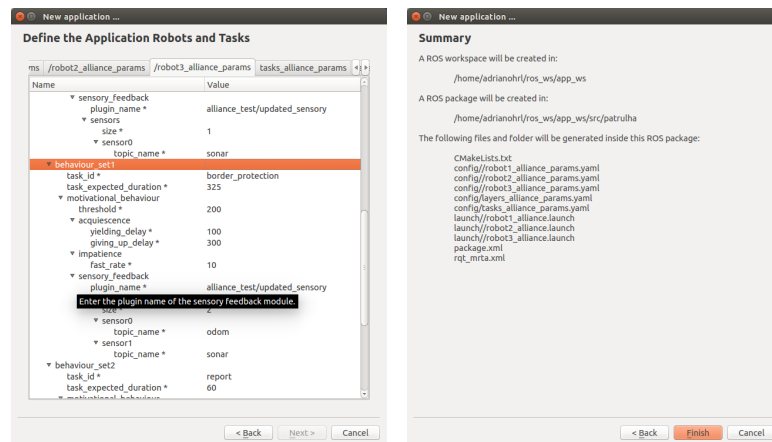 New application ...
Define the Application Robots and Tasks
ms /robot2_alliance_params /robot3_alliance_params tasks_alliance_params
Name Value
sensory_feedback
plugin_name * alliance_test/updated_sensory
sensors
size * 1
sensor0
topic_name * sonar
behaviour_set1
task_id * border_protection
task_expected_duration * 325
motivational_behaviour
threshold * 200
acquiescence
yielding_delay * 100
giving_up_delay * 300
impatience
fast_rate * 10
sensory_feedback
plugin_name * alliance_test/updated_sensory
Enter the plugin name of the sensory feedback module.
size * 2
sensor0
topic_name * odom
sensor1
topic_name * sonar
behaviour_set2
task_id * report
task_expected_duration * 60
motivational_behaviour
< Back Next > Cancel
New application ...
Summary
A ROS workspace will be created in:
/home/adrianohrl/ros_ws/app_ws
A ROS package will be created in:
/home/adrianohrl/ros_ws/app_ws/src/patrulha
The following files and folder will be generated inside this ROS package:
CMakeLists.txt
config//robot1_alliance_params.yaml
config//robot2_alliance_params.yaml
config//robot3_alliance_params.yaml
config/layers_alliance_params.yaml
config/tasks_alliance_params.yaml
launch//robot1_alliance.launch
launch//robot2_alliance.launch
launch//robot3_alliance.launch
package.xml
rqt_mrta.xml
< Back Finish Cancel